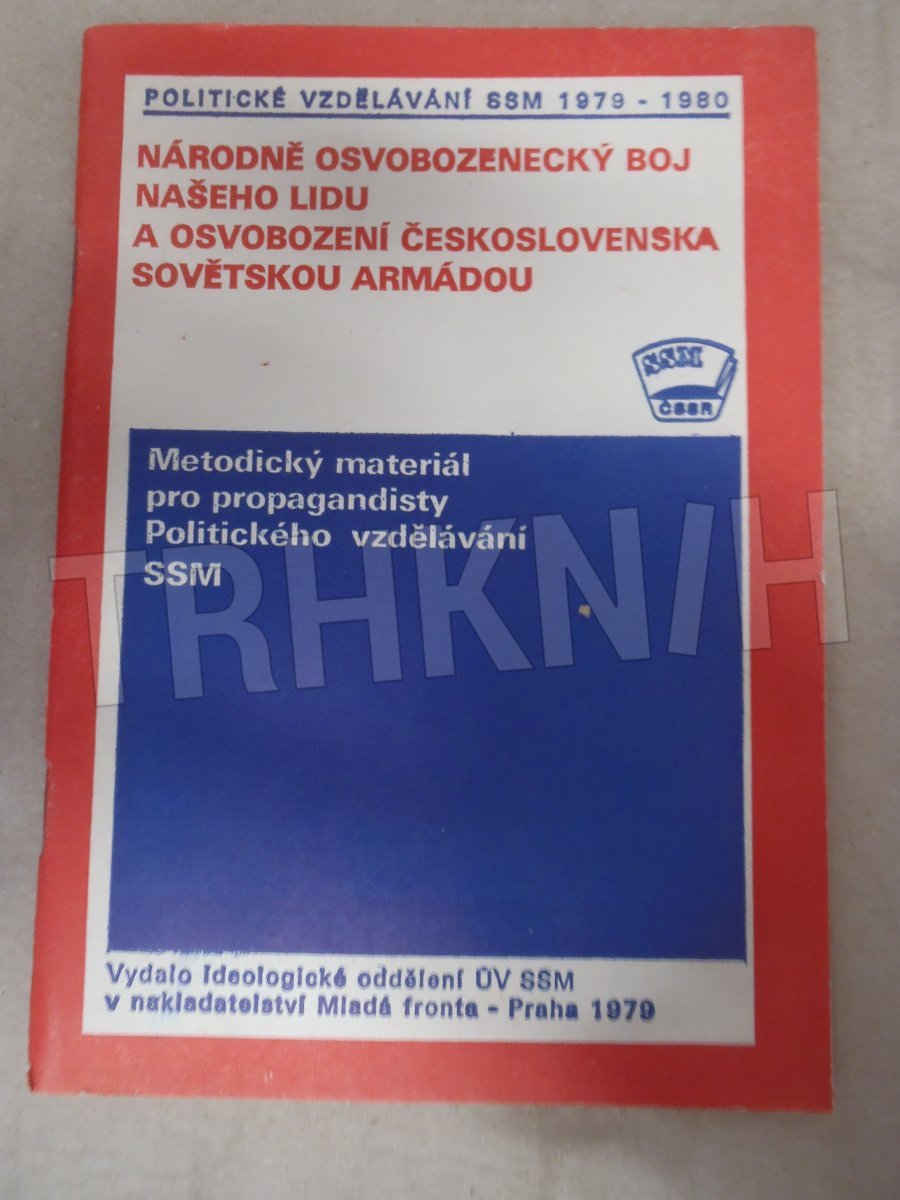 POLITICKÉ VZDĚLÁVÁNÍ SSM 1979 - 1980
NÁRODNĚ OSVOBOZENECKÝ BOJ
NAŠEHO LIDU
A OSVOBOZENÍ ČESKOSLOVENSKA
SOVĚTSKOU ARMÁDOU
SSM
ČSSR
Metodický materiál
pro propagandisty
Politického vzdělávání
SSM
TRHKNIH
Vydalo ideologické oddělení ÚV SSM
v nakladatelství Mladá fronta - Praha 1979